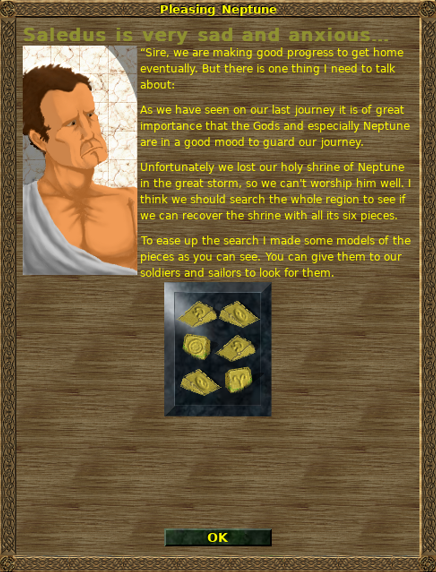 Pleasing Neptune
Saledus is very sad and anxious...
“Sire, we are making good progress to get home
eventually. But there is one thing I need to talk
about:
As we have seen on our last journey it is of great
importance that the Gods and especially Neptune
are in a good mood to guard our journey.
Unfortunately we lost our holy shrine of Neptune
in the great storm, so we can't worship him well. I
think we should search the whole region to see if
we can recover the shrine with all its six pieces.
To ease up the search I made some models of the
pieces as you can see. You can give them to our
soldiers and sailors to look for them.
OK